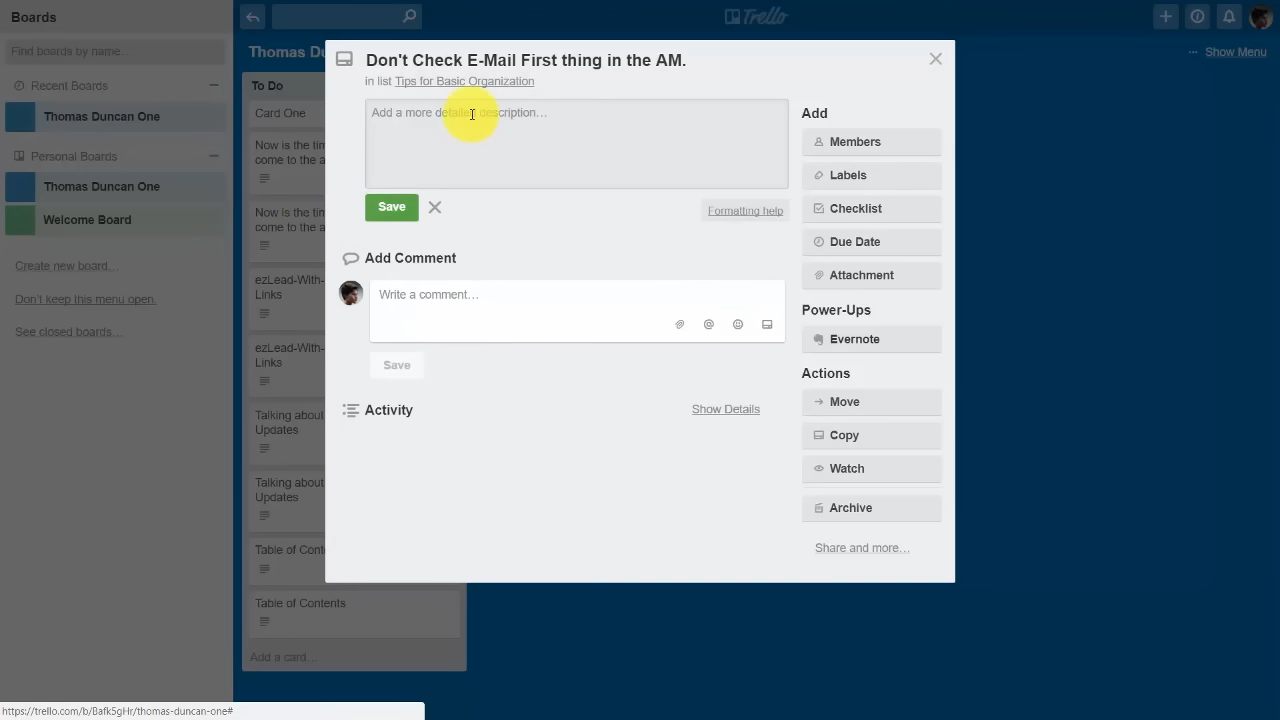 Boards
Find boards by name...
Recent Boards
Thomas Duncan One
Personal Boards
Thomas Duncan One
Welcome Board
Create new board...
Don't keep this menu open.
See closed boards...
Trello
Thomas Du
... Show Menu
To Do
Card One
Now is the tim
come to the a
Now is the tim
come to the a
ezLead-With-
Links
ezLead-With-
Links
Talking about
Updates
Talking about
Updates
Table of Conte
Table of Contents
Add a card...
Don't Check E-Mail First thing in the AM.
in list Tips for Basic Organization
Add a more detailed description...
Save
Formatting help
Add Comment
Write a comment...
Save
Activity
Show Details
Add
Members
Labels
Checklist
Due Date
Attachment
Power-Ups
Evernote
Actions
Move
Copy
Watch
Archive
Share and more...
https://trello.com/b/Bafk5gHr/thomas-duncan-one#